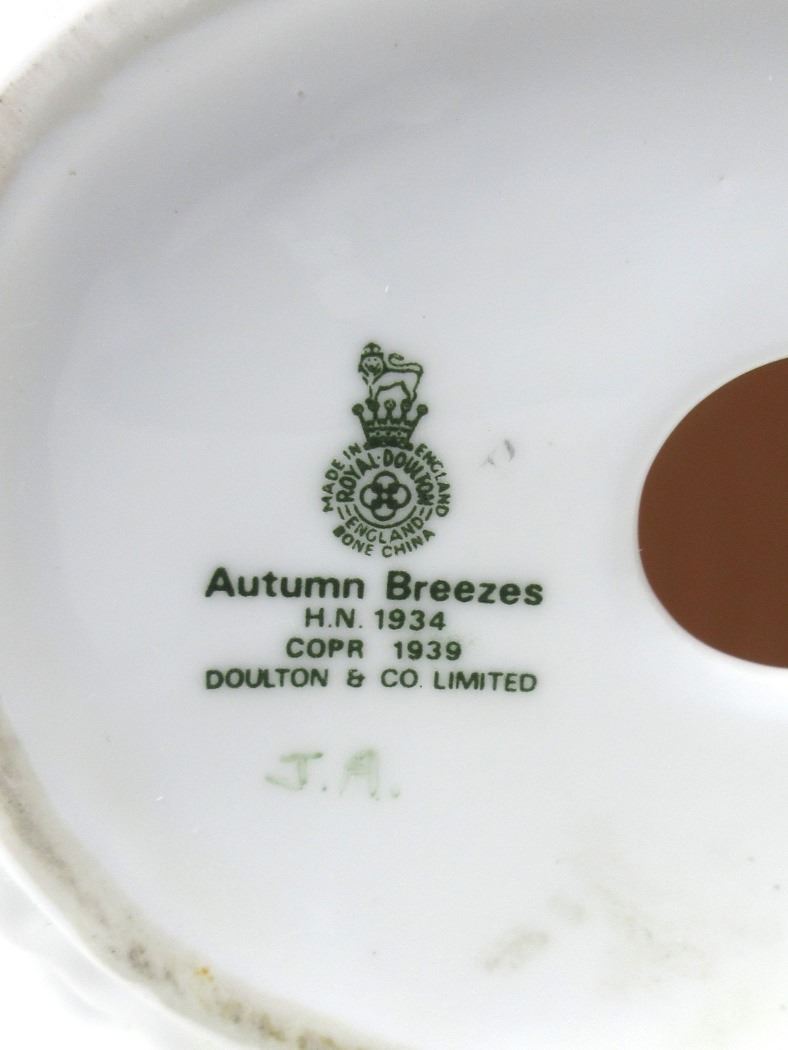 MADE IN ENGLAND
ROYAL·DOULTON
ENGLAND
BONE CHINA
Autumn Breezes
H.N. 1934
COPR 1939
DOULTON & CO. LIMITED
J.A.